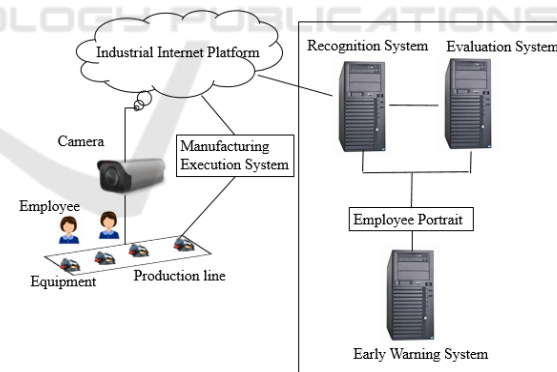 Industrial Internet Platform
Recognition System
Evaluation System
Camera
Manufacturing
Execution System
Employee
Employee Portrait
Equipment
Production line
Early Warning System